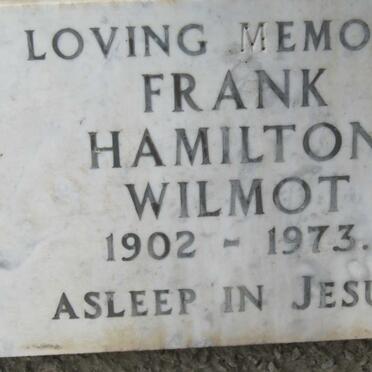 LOVING MEMO
FRANK
HAMILTON
WILMOT
1902 - 1973.
ASLEEP IN JESU